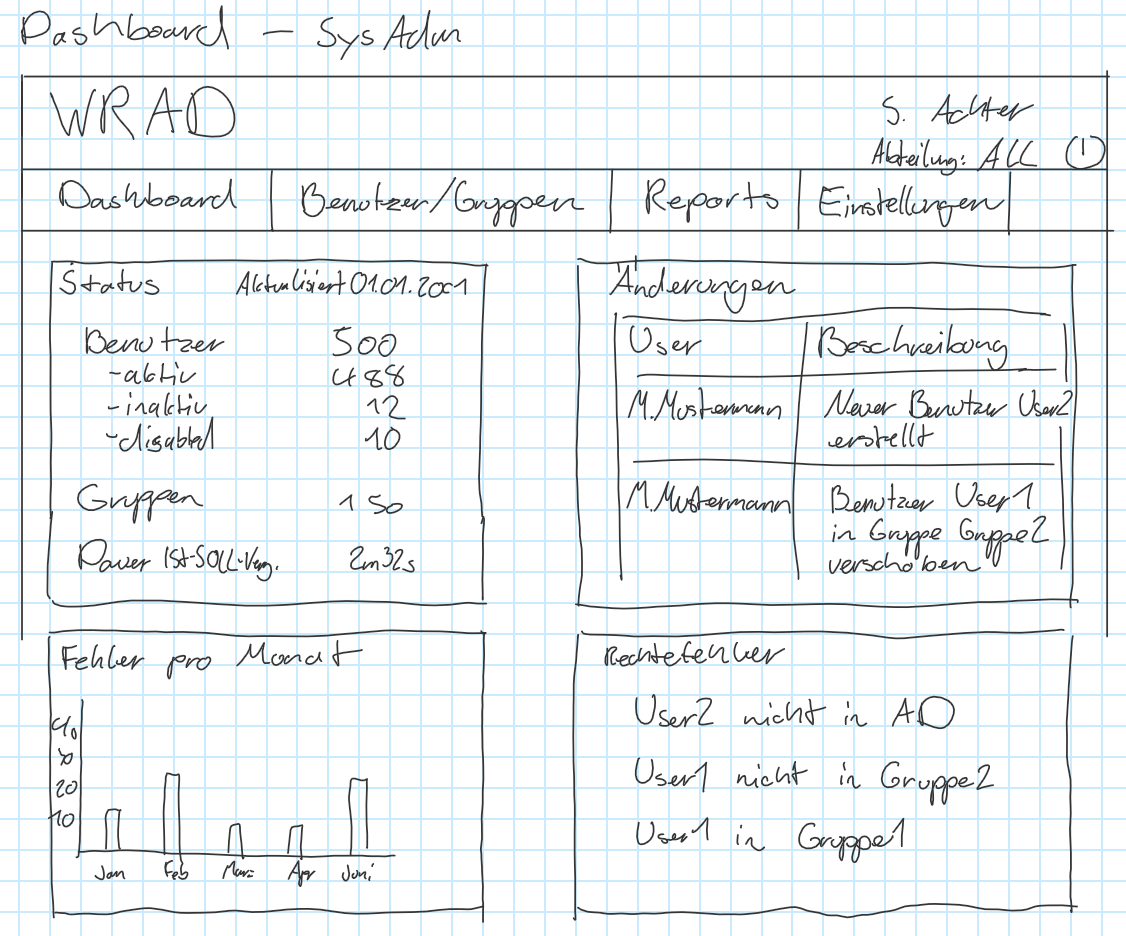 Dashboard - SysAdm
WRAD
S. Achter
Abteilung: ALL
Dashboard Benutzer/Gruppen Reports Einstellungen
Status Aktualisiert 01.01.2001
Benutzer 500
-aktiv 488
-inaktiv 12
-disabled 10
Gruppen 150
Dauer IST-SOLL-Verg. 2m32s
Änderungen
User Beschreibung
M.Mustermann Neuer Benutzer User2
erstellt
M.Mustermann Benutzer User1
in Gruppe Gruppe2
verschoben
Fehler pro Monat
40
30
20
10
Jan Feb März Apr Juni
Rechtefehler
User2 nicht in AD
User1 nicht in Gruppe2
User1 in Gruppe1